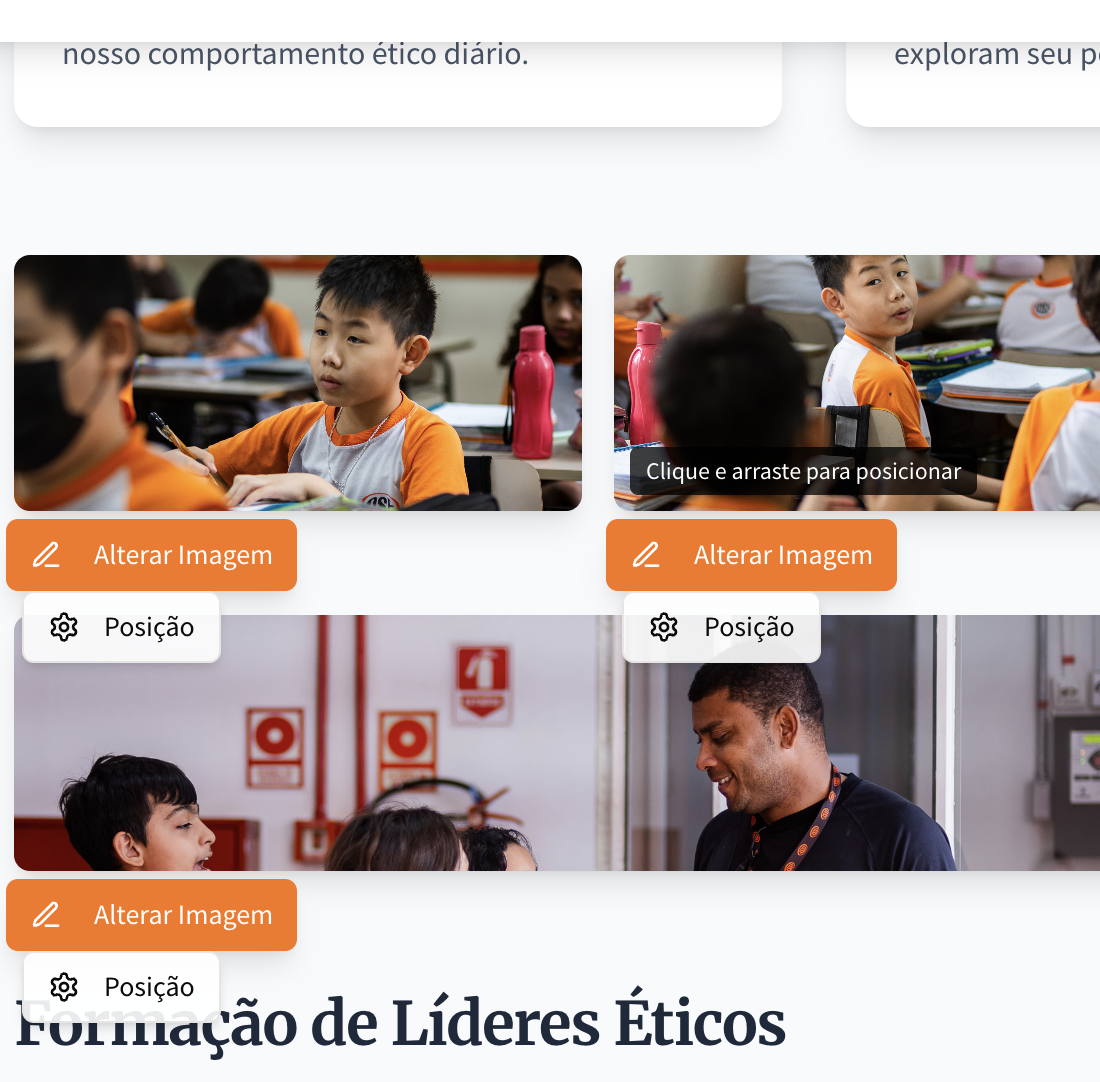 nosso comportamento ético diário.
exploram seu
Clique e arraste para posicionar
Alterar Imagem
Alterar Imagem
Posição
Posição
Alterar Imagem
Posição
Formação de Líderes Éticos